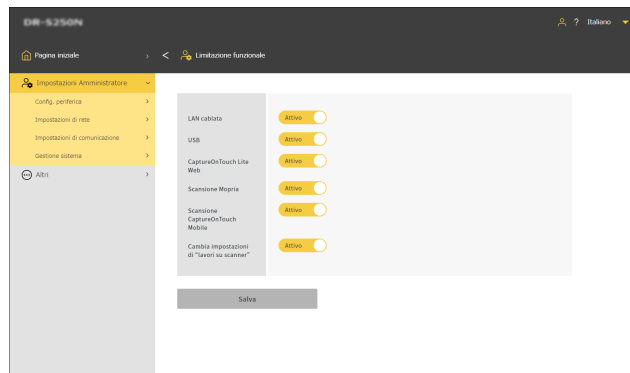 DR-S250N
? Italiano
Pagina iniziale
Limitazione funzionale
Impostazioni Amministratore
Config. periferica
Impostazioni di rete
Impostazioni di comunicazione
Gestione sistema
Altri
LAN cablata Attivo
USB Attivo
CaptureOnTouch Lite Attivo
Web
Scansione Mopria Attivo
Scansione Attivo
CaptureOnTouch
Mobile
Cambia impostazioni Attivo
di "lavori su scanner"
Salva